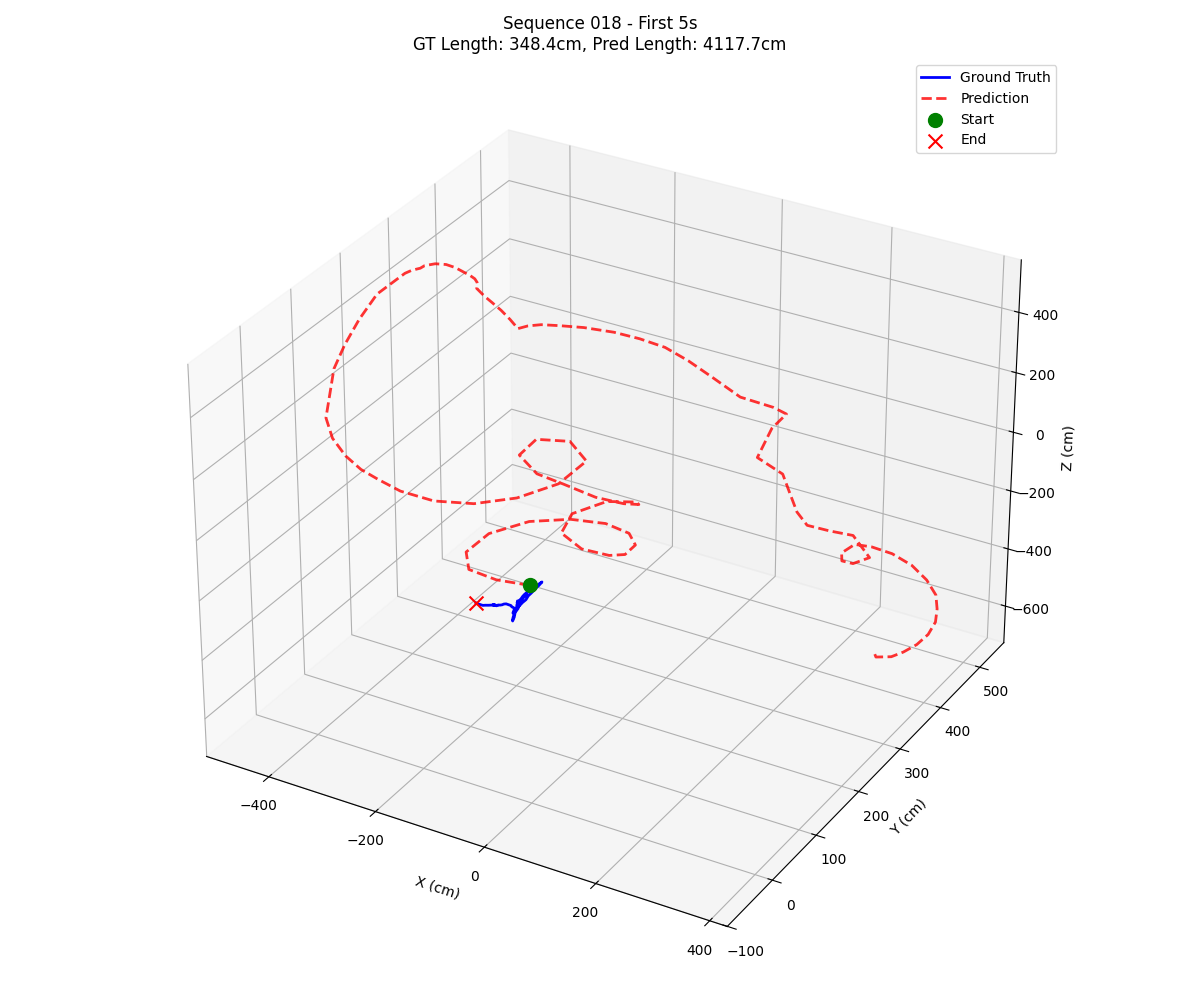 Sequence 018 - First 5s
GT Length: 348.4cm, Pred Length: 4117.7cm
Ground Truth
Prediction
Start
End
400
200
0
−200
−400
−600
Z (cm)
500
400
300
200
100
0
−100
Y (cm)
−400
−200
0
200
400
X (cm)